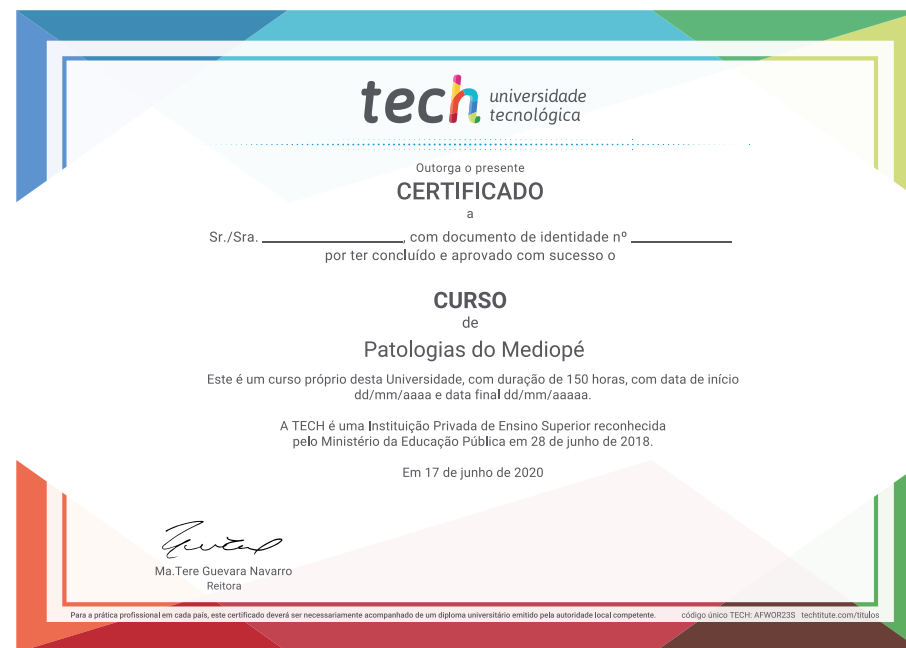 tech universidade
tecnológica
Outorga o presente
CERTIFICADO
a
Sr./Sra. ____________________, com documento de identidade nº ______________
por ter concluído e aprovado com sucesso o
CURSO
de
Patologias do Mediopé
Este é um curso próprio desta Universidade, com duração de 150 horas, com data de início
dd/mm/aaaa e data final dd/mm/aaaaa.
A TECH é uma Instituição Privada de Ensino Superior reconhecida
pelo Ministério da Educação Pública em 28 de junho de 2018.
Em 17 de junho de 2020
Ma.Tere Guevara Navarro
Reitora
Para a prática profissional em cada país, este certificado deverá ser necessariamente acompanhado de um diploma universitário emitido pela autoridade local competente. código único TECH: AFWOR23S techtitute.com/titulos